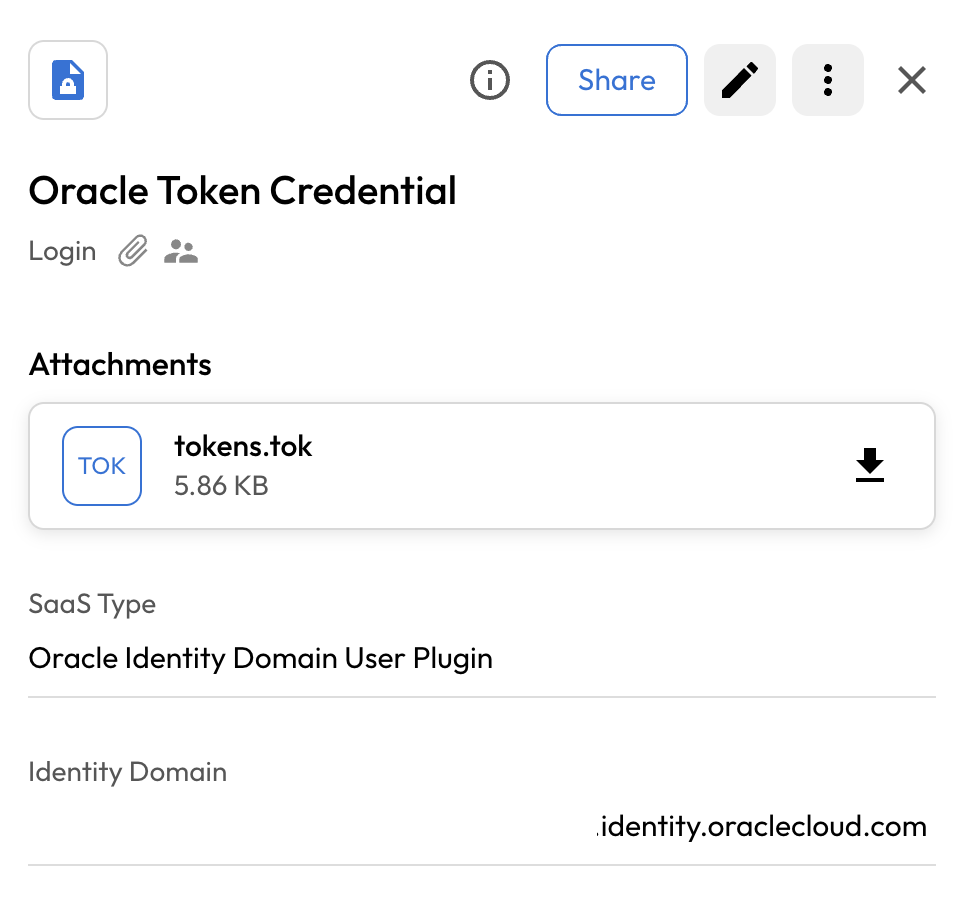 Share
Oracle Token Credential
Login
Attachments
TOK
tokens.tok
5.86 KB
SaaS Type
Oracle Identity Domain User Plugin
Identity Domain
.identity.oraclecloud.com